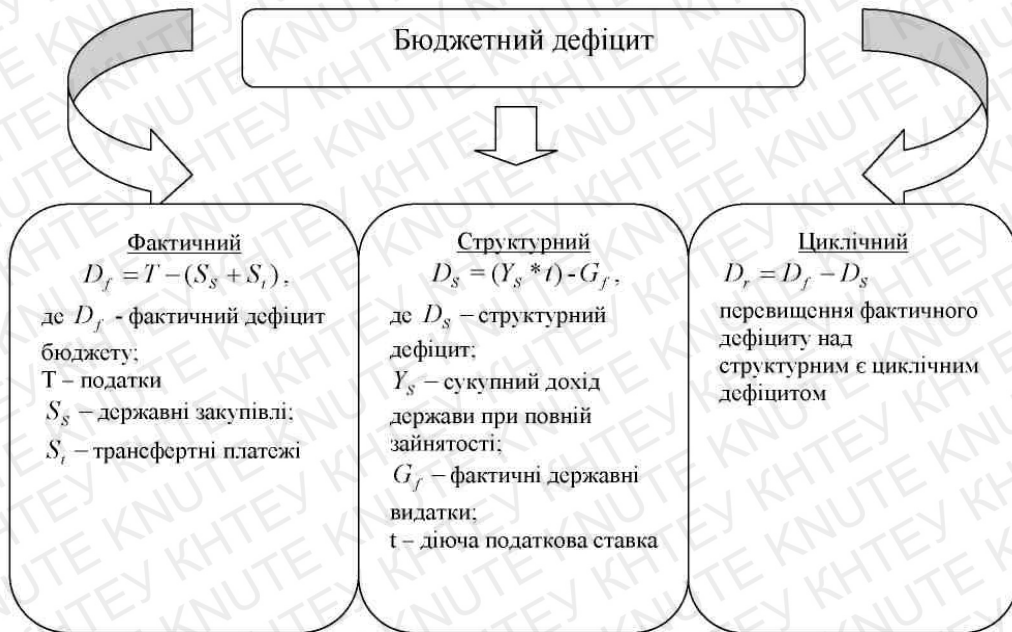 Бюджетний дефіцит
Фактичний
D_f = T – (S_S + S_t),
де D_f - фактичний дефіцит
бюджету;
Т – податки
S_S – державні закупівлі;
S_t – трансфертні платежі
Структурний
D_S = (Y_S * t) - G_f,
де D_S – структурний
дефіцит;
Y_S – сукупний дохід
держави при повній
зайнятості;
G_f – фактичні державні
видатки;
t – діюча податкова ставка
Циклічний
D_r = D_f – D_S
перевищення фактичного
дефіциту над
структурним є циклічним
дефіцитом
KNUTE КНТЕУ